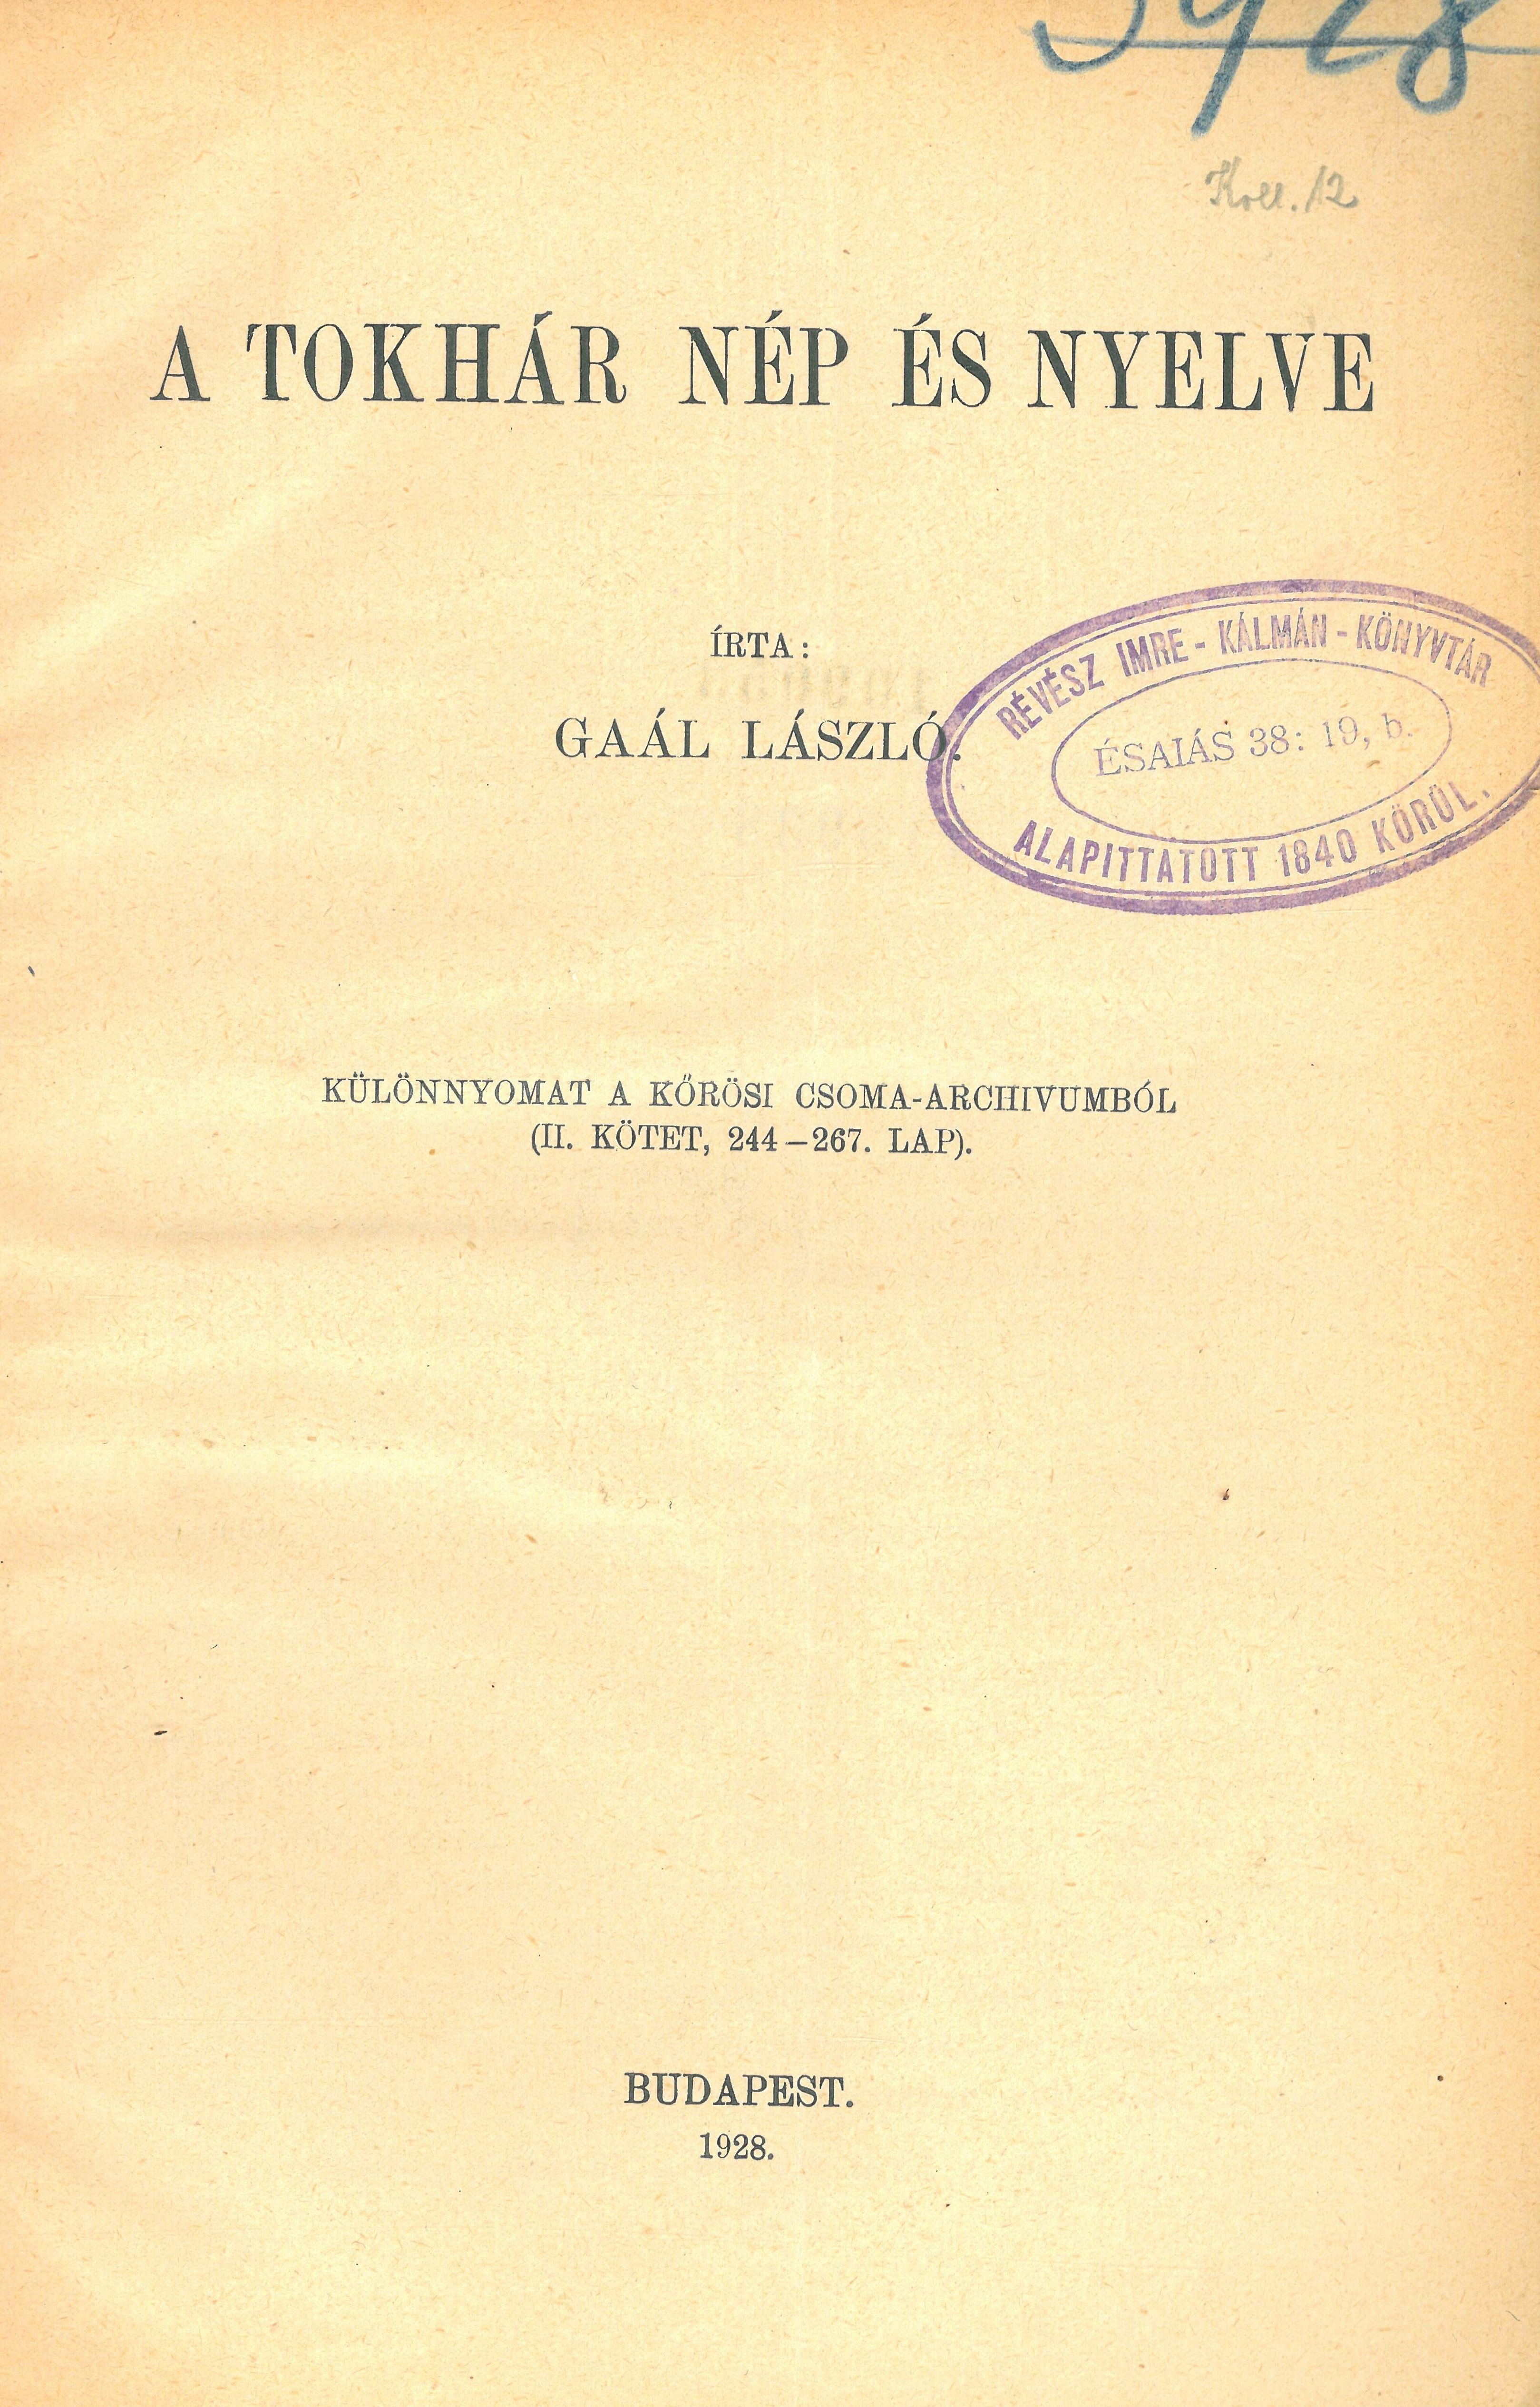 Koll. 12
A TOKHÁR NÉP ÉS NYELVE
ÍRTA:
GAÁL LÁSZLÓ.
RÉVÉSZ IMRE - KÁLMÁN - KÖNYVTÁR
ÉSAIÁS 38: 19, b.
ALAPITTATOTT 1840 KÖRÜL.
KÜLÖNNYOMAT A KŐRÖSI CSOMA-ARCHIVUMBÓL
(II. KÖTET, 244–267. LAP).
BUDAPEST.
1928.